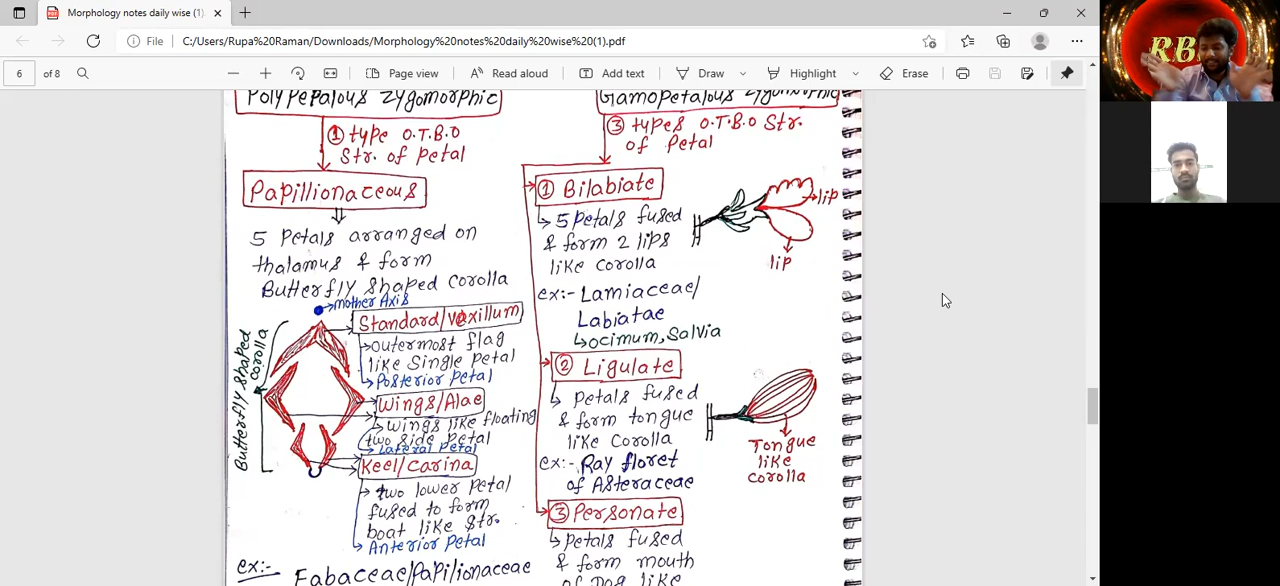 Morphology notes daily wise (1).
File
C:/Users/Rupa%20Raman/Downloads/Morphology%20notes%20daily%20wise%20(1).pdf
6 of 8
Page view
Read aloud
Add text
Draw
Highlight
Erase
RB
Polypetalous Zygomorphic
① type O.T.B.O
Str. of Petal
Papillionaceous
5 Petals arranged on
thalamus & form
Butterfly shaped corolla
mother Axis
Butterfly shaped
corolla
Standard/Vexillum
outermost flag
like single petal
Posterior Petal
Wings/Alae
wings like floating
two side petal
Lateral Petal
Keel/Carina
two lower petal
fused to form
boat like str.
Anterior Petal
ex:- Fabaceae/Papilionaceae
Gamopetalous Zygomorphic
③ types O.T.B.O Str.
of Petal
① Bilabiate
5 petals fused
& form 2 lips
like corolla
ex:- Lamiaceae/
Labiatae
ocimum, Salvia
lip
lip
② Ligulate
Petals fused
& form tongue
like corolla
ex:- Ray floret
of Asteraceae
Tongue
like
corolla
③ Personate
Petals fused
& form mouth
of Dog like